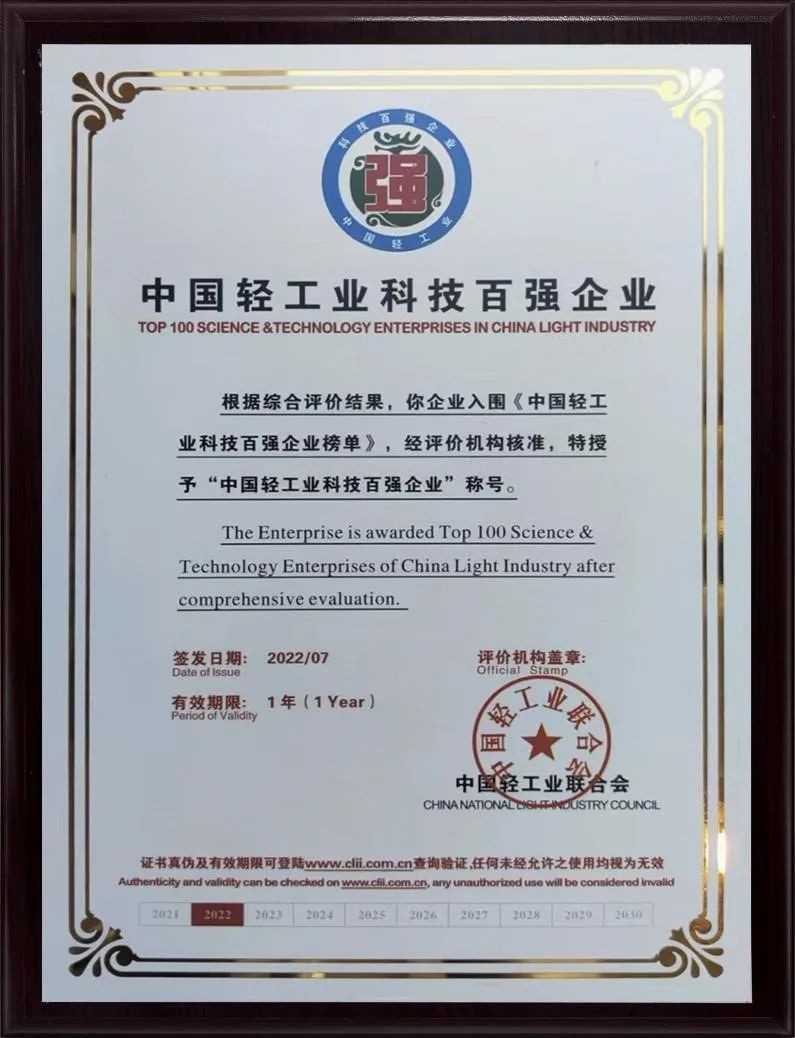 科技百强企业
强
中国轻工业
中国轻工业科技百强企业
TOP 100 SCIENCE &TECHNOLOGY ENTERPRISES IN CHINA LIGHT INDUSTRY
根据综合评价结果，你企业入围《中国轻工
业科技百强企业榜单》，经评价机构核准，特授
予“中国轻工业科技百强企业”称号。
The Enterprise is awarded Top 100 Science &
Technology Enterprises of China Light Industry after
comprehensive evaluation.
签发日期： 2022/07
Date of Issue
有效期限： 1 年（1 Year）
Period of Validity
评价机构盖章：
Official Stamp
中国轻工业联合会
中国轻工业联合会
CHINA NATIONAL LIGHT INDUSTRY COUNCIL
证书真伪及有效期限可登陆www.clii.com.cn查询验证,任何未经允许之使用均视为无效
Authenticity and validity can be checked on www.clii.com.cn, any unauthorized use will be considered invalid
2021 2022 2023 2024 2025 2026 2027 2028 2029 2030